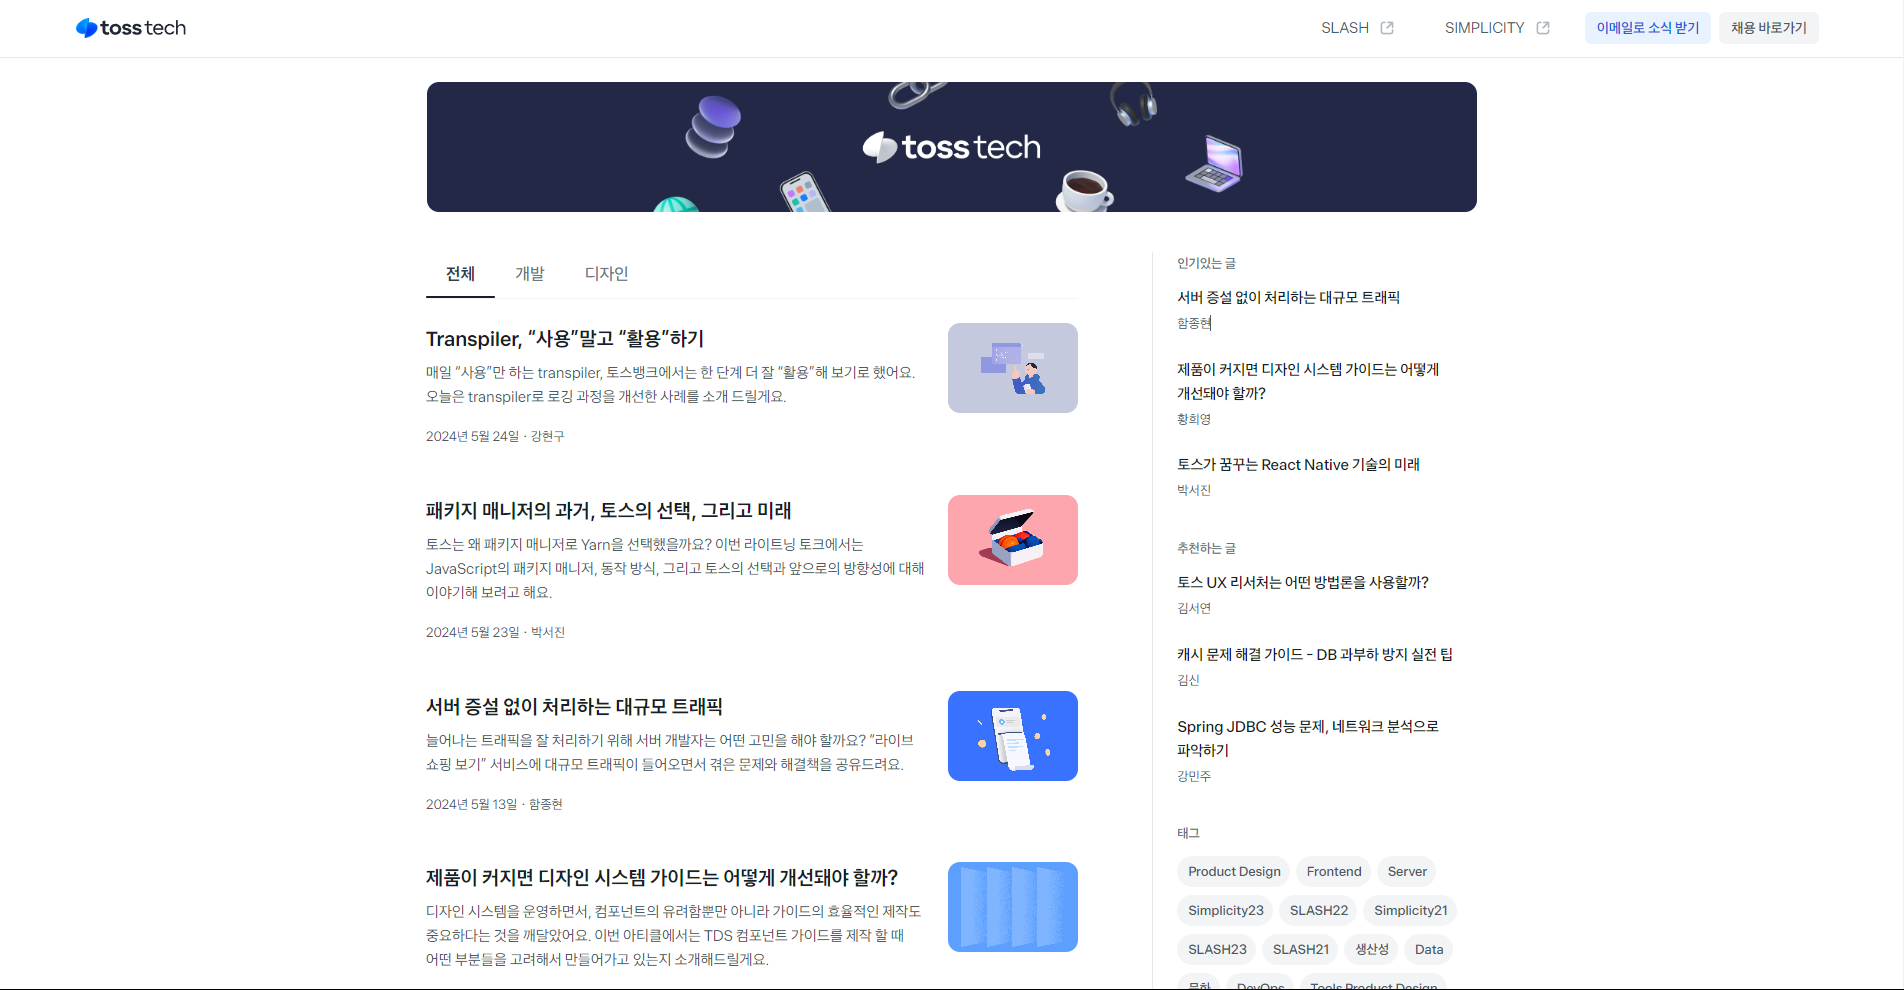 toss tech
SLASH
SIMPLICITY
이메일로 소식 받기
채용 바로가기
toss tech
전체
개발
디자인
Transpiler, “사용”말고 “활용”하기
매일 “사용”만 하는 transpiler, 토스뱅크에서는 한 단계 더 잘 “활용”해 보기로 했어요.
오늘은 transpiler로 로깅 과정을 개선한 사례를 소개 드릴게요.
2024년 5월 24일 · 강현구
패키지 매니저의 과거, 토스의 선택, 그리고 미래
토스는 왜 패키지 매니저로 Yarn을 선택했을까요? 이번 라이트닝 토크에서는
JavaScript의 패키지 매니저, 동작 방식, 그리고 토스의 선택과 앞으로의 방향성에 대해
이야기해 보려고 해요.
2024년 5월 23일 · 박서진
서버 증설 없이 처리하는 대규모 트래픽
늘어나는 트래픽을 잘 처리하기 위해 서버 개발자는 어떤 고민을 해야 할까요? “라이브
쇼핑 보기” 서비스에 대규모 트래픽이 들어오면서 겪은 문제와 해결책을 공유드려요.
2024년 5월 13일 · 함종현
제품이 커지면 디자인 시스템 가이드는 어떻게 개선돼야 할까?
디자인 시스템을 운영하면서, 컴포넌트의 유려함뿐만 아니라 가이드의 효율적인 제작도
중요하다는 것을 깨달았어요. 이번 아티클에서는 TDS 컴포넌트 가이드를 제작 할 때
어떤 부분들을 고려해서 만들어가고 있는지 소개해드릴게요.
인기있는 글
서버 증설 없이 처리하는 대규모 트래픽
함종현
제품이 커지면 디자인 시스템 가이드는 어떻게
개선돼야 할까?
황희영
토스가 꿈꾸는 React Native 기술의 미래
박서진
추천하는 글
토스 UX 리서처는 어떤 방법론을 사용할까?
김서연
캐시 문제 해결 가이드 - DB 과부하 방지 실전 팁
김신
Spring JDBC 성능 문제, 네트워크 분석으로
파악하기
강민주
태그
Product Design
Frontend
Server
Simplicity23
SLASH22
Simplicity21
SLASH23
SLASH21
생산성
Data
문화
DevOps
Tools Product Design